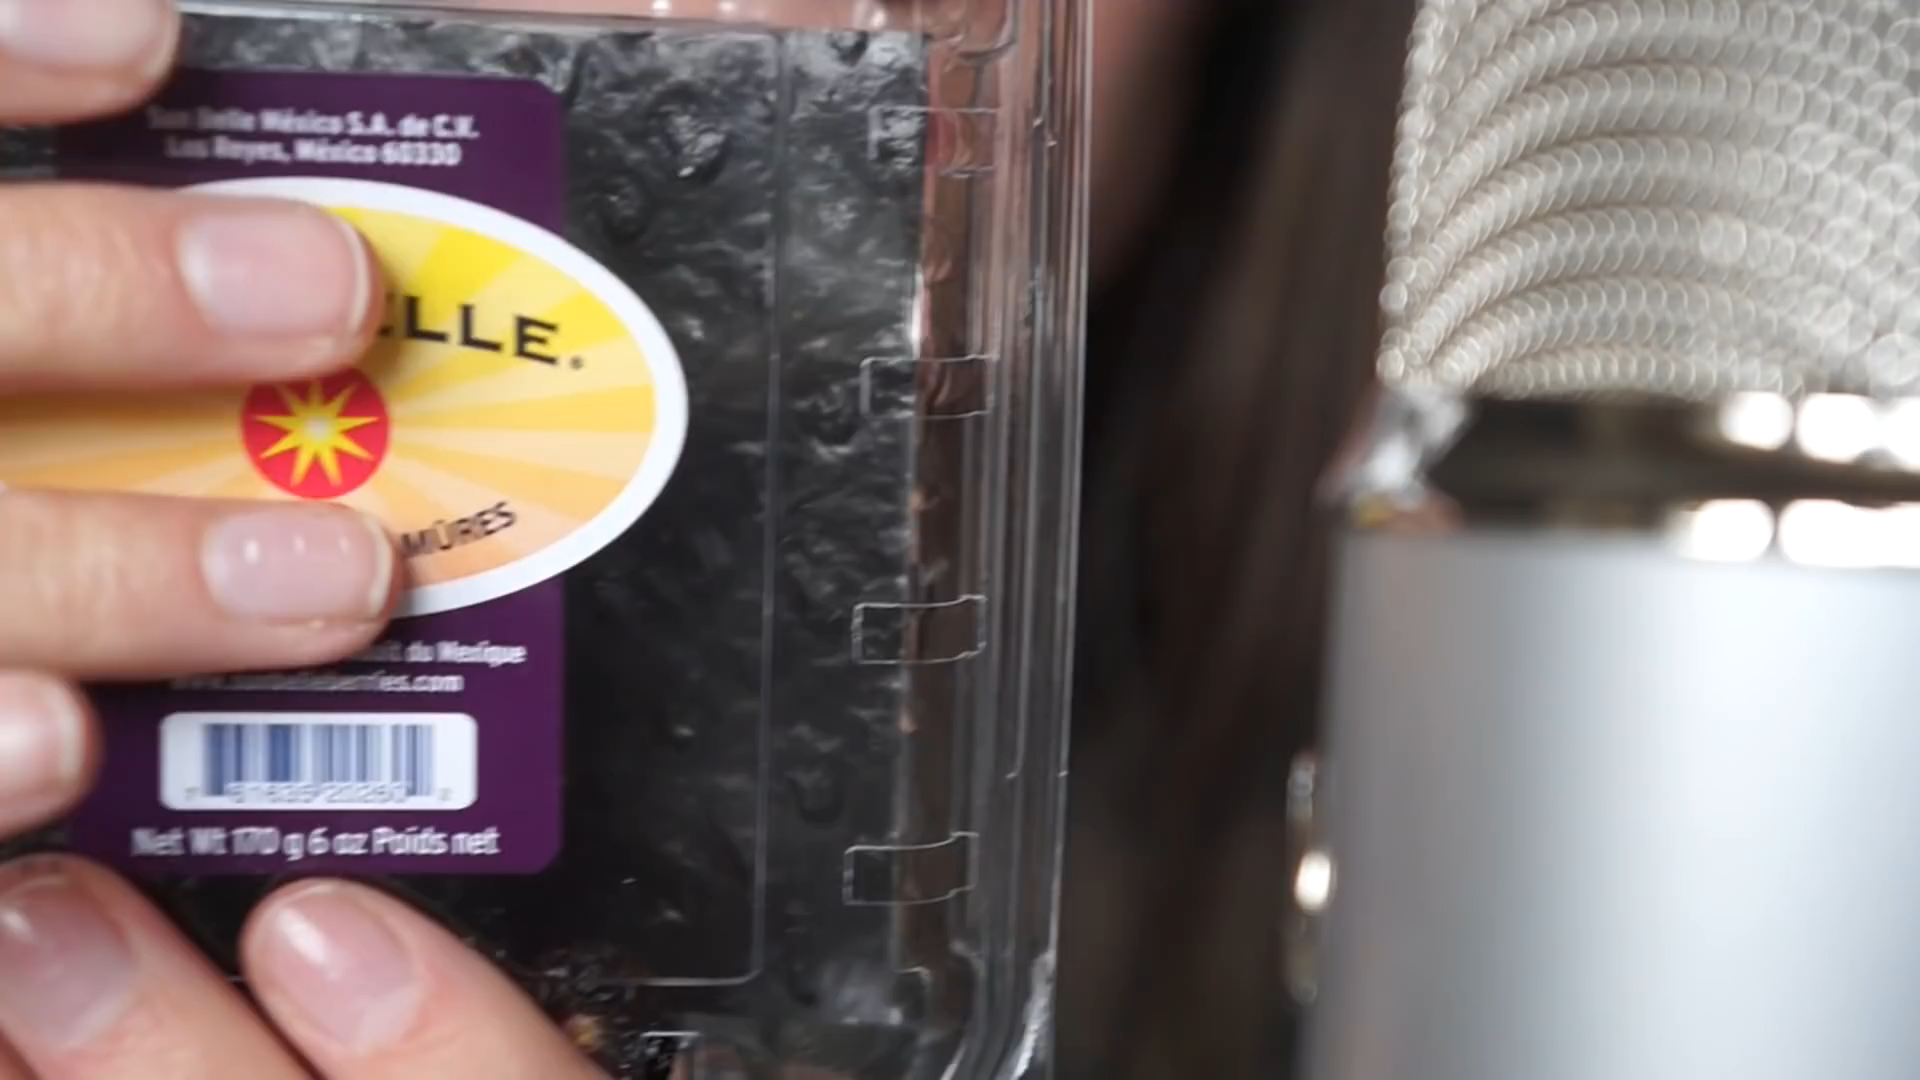 Sun Belle México S.A. de C.V.
Los Reyes, México 60330
ELLE.
MÛRES
du Mexique
Net Wt 170 g 6 oz Poids net